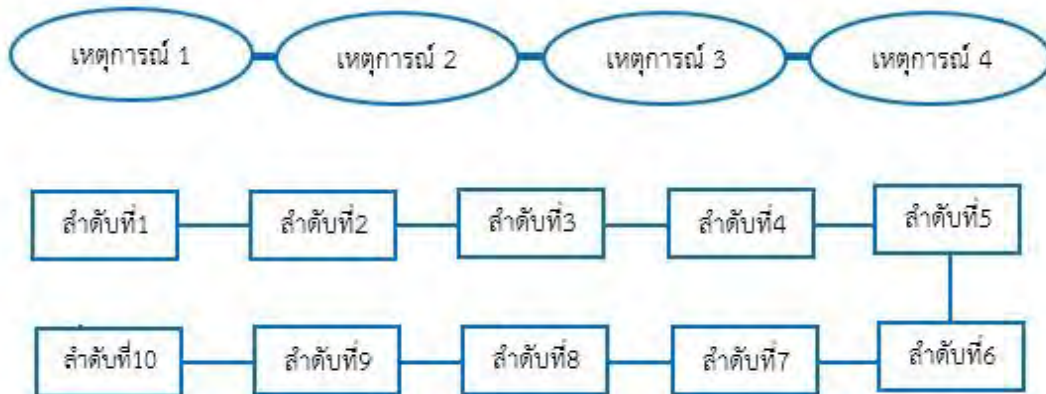 เหตุการณ์ 1 เหตุการณ์ 2 เหตุการณ์ 3 เหตุการณ์ 4
ลำดับที่1 ลำดับที่2 ลำดับที่3 ลำดับที่4 ลำดับที่5
ลำดับที่10 ลำดับที่9 ลำดับที่8 ลำดับที่7 ลำดับที่6